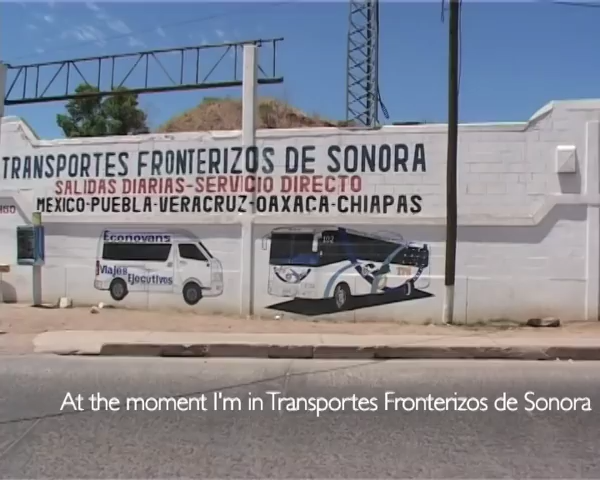 TRANSPORTES FRONTERIZOS DE SONORA
SALIDAS DIARIAS-SERVICIO DIRECTO
MEXICO-PUEBLA-VERACRUZ-OAXACA-CHIAPAS
Econovans
Viajes
Ejecutivos
102
At the moment I'm in Transportes Fronterizos de Sonora